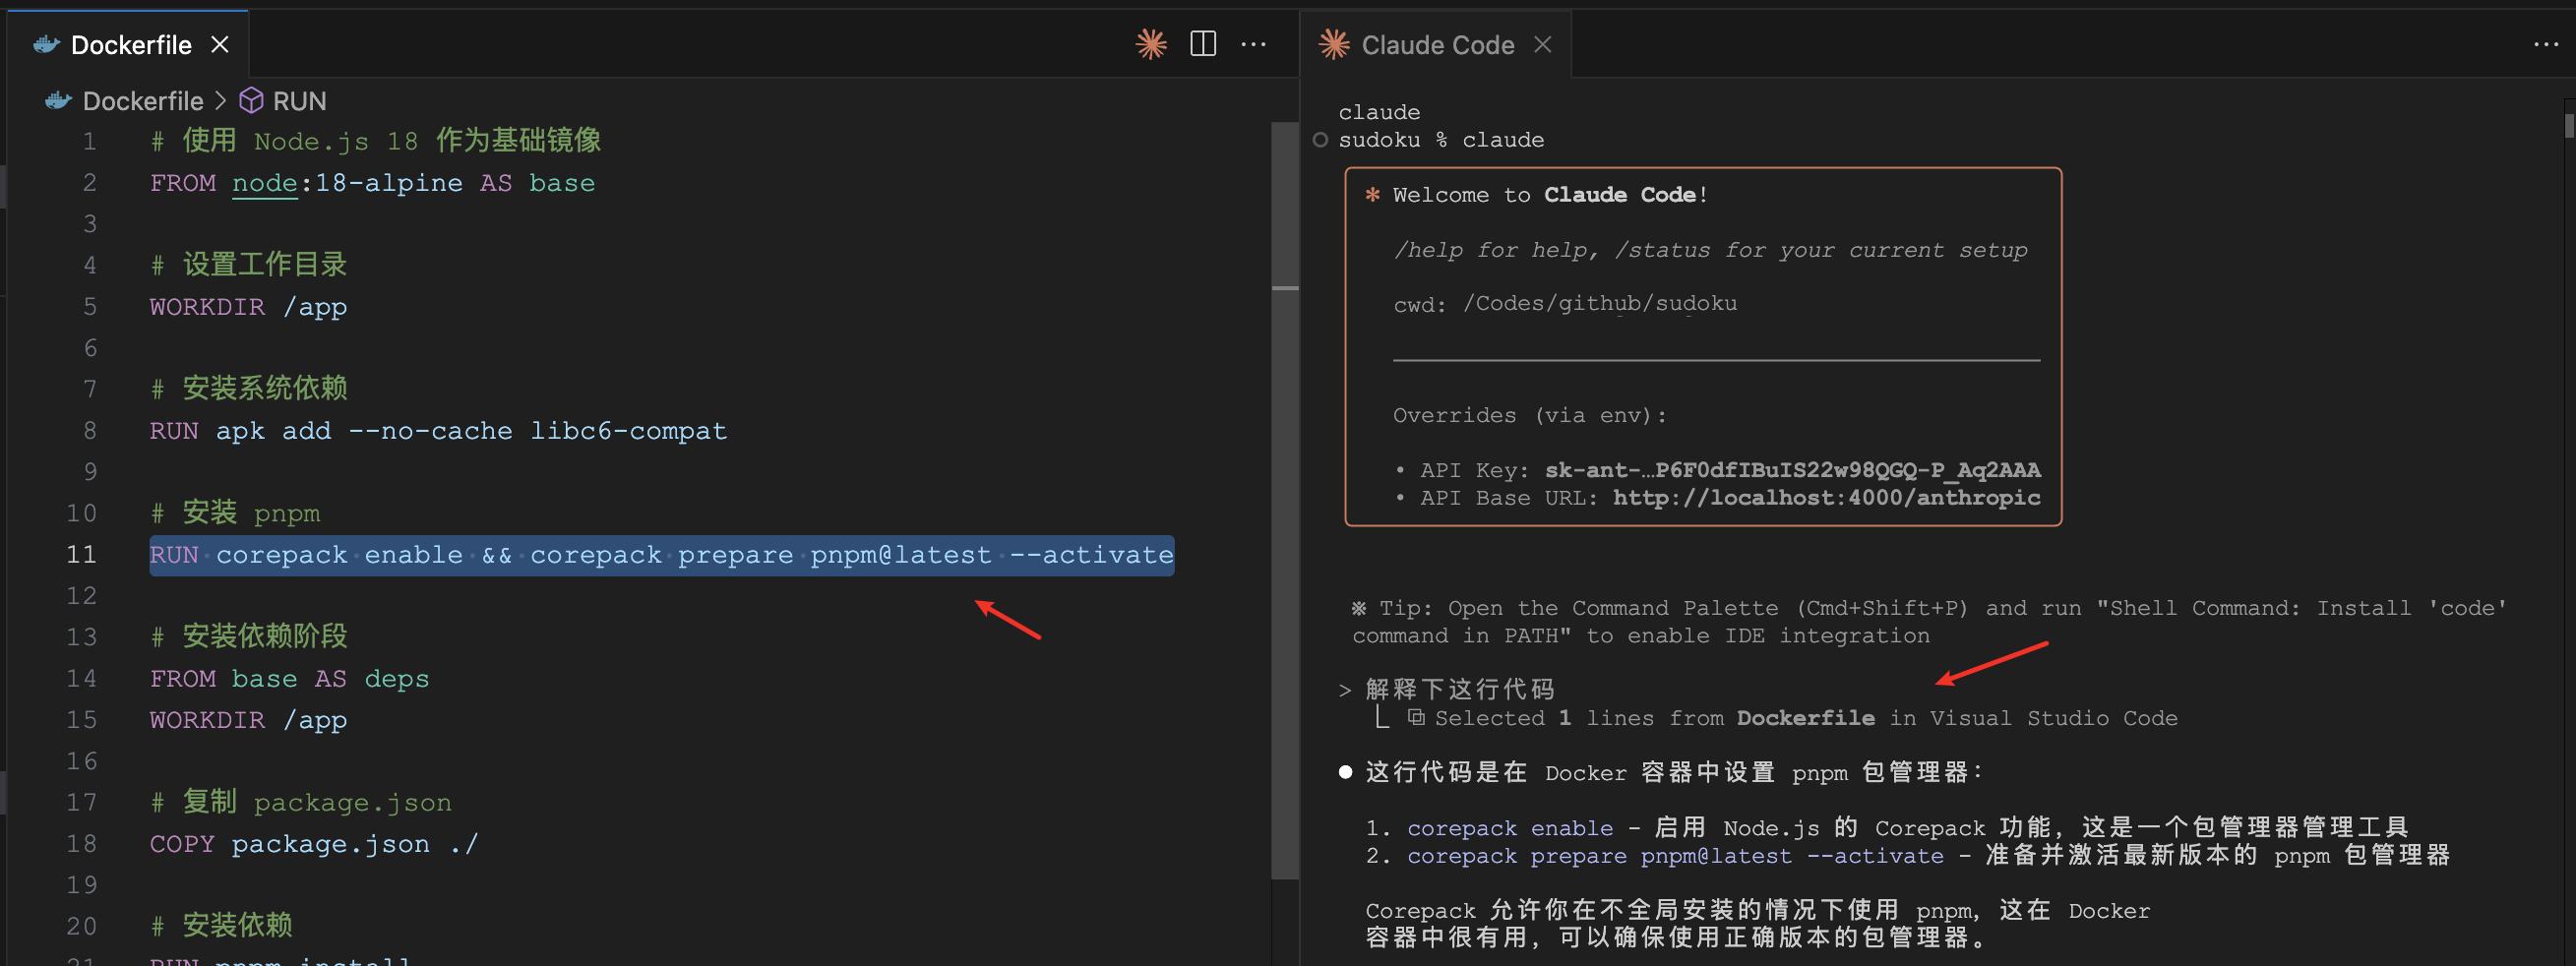 Dockerfile
Dockerfile > RUN
1 # 使用 Node.js 18 作为基础镜像
2 FROM node:18-alpine AS base
3
4 # 设置工作目录
5 WORKDIR /app
6
7 # 安装系统依赖
8 RUN apk add --no-cache libc6-compat
9
10 # 安装 pnpm
11 RUN corepack enable && corepack prepare pnpm@latest --activate
12
13 # 安装依赖阶段
14 FROM base AS deps
15 WORKDIR /app
16
17 # 复制 package.json
18 COPY package.json ./
19
20 # 安装依赖
21 RUN pnpm install
Claude Code
claude
sudoku % claude
✻ Welcome to Claude Code!
/help for help, /status for your current setup
cwd: /Codes/github/sudoku
Overrides (via env):
• API Key: sk-ant-…P6F0dfIBuIS22w98QGQ-P_Aq2AAA
• API Base URL: http://localhost:4000/anthropic
※ Tip: Open the Command Palette (Cmd+Shift+P) and run "Shell Command: Install 'code'
command in PATH" to enable IDE integration
> 解释下这行代码
⎿ ⧉ Selected 1 lines from Dockerfile in Visual Studio Code
● 这行代码是在 Docker 容器中设置 pnpm 包管理器：
1. corepack enable - 启用 Node.js 的 Corepack 功能，这是一个包管理器管理工具
2. corepack prepare pnpm@latest --activate - 准备并激活最新版本的 pnpm 包管理器
Corepack 允许你在不全局安装的情况下使用 pnpm，这在 Docker
容器中很有用，可以确保使用正确版本的包管理器。